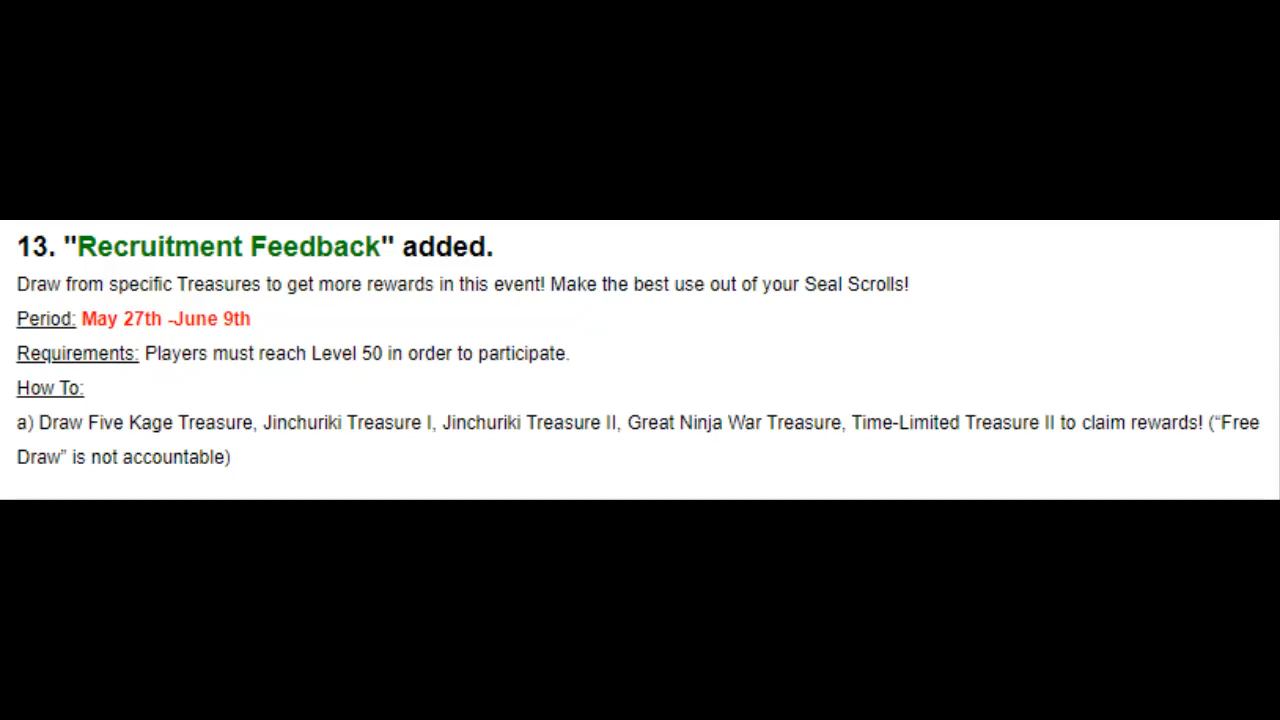 13. "Recruitment Feedback" added.
Draw from specific Treasures to get more rewards in this event! Make the best use out of your Seal Scrolls!
Period: May 27th -June 9th
Requirements: Players must reach Level 50 in order to participate.
How To:
a) Draw Five Kage Treasure, Jinchuriki Treasure I, Jinchuriki Treasure II, Great Ninja War Treasure, Time-Limited Treasure II to claim rewards! (“Free
Draw” is not accountable)